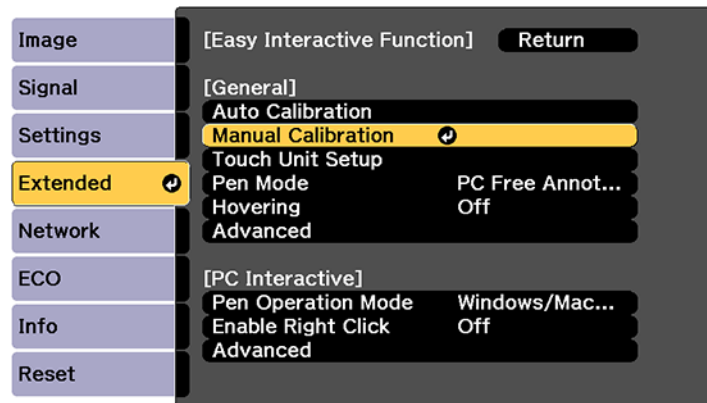 Image
Signal
Settings
Extended
Network
ECO
Info
Reset
[Easy Interactive Function] Return
[General]
Auto Calibration
Manual Calibration
Touch Unit Setup
Pen Mode PC Free Annot...
Hovering Off
Advanced
[PC Interactive]
Pen Operation Mode Windows/Mac...
Enable Right Click Off
Advanced